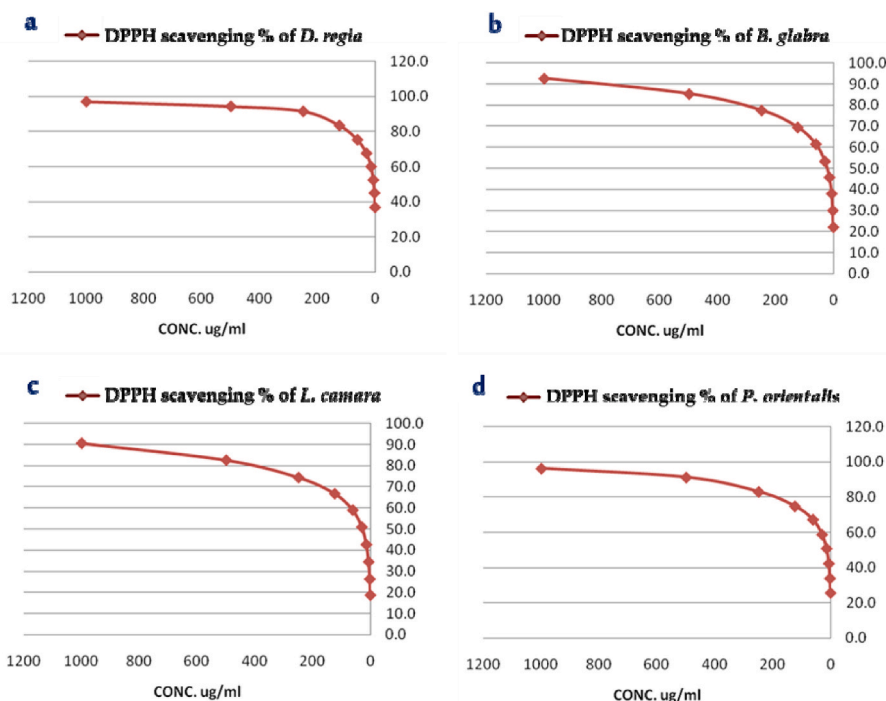 a
DPPH scavenging % of D. regia
120.0
100.0
80.0
60.0
40.0
20.0
0.0
1200 1000 800 600 400 200 0
CONC. ug/ml
b
DPPH scavenging % of B. glabra
100.0
90.0
80.0
70.0
60.0
50.0
40.0
30.0
20.0
10.0
0.0
1200 1000 800 600 400 200 0
CONC. ug/ml
c
DPPH scavenging % of L. camara
100.0
90.0
80.0
70.0
60.0
50.0
40.0
30.0
20.0
10.0
0.0
1200 1000 800 600 400 200 0
CONC. ug/ml
d
DPPH scavenging % of P. orientalis
120.0
100.0
80.0
60.0
40.0
20.0
0.0
1200 1000 800 600 400 200 0
CONC. ug/ml